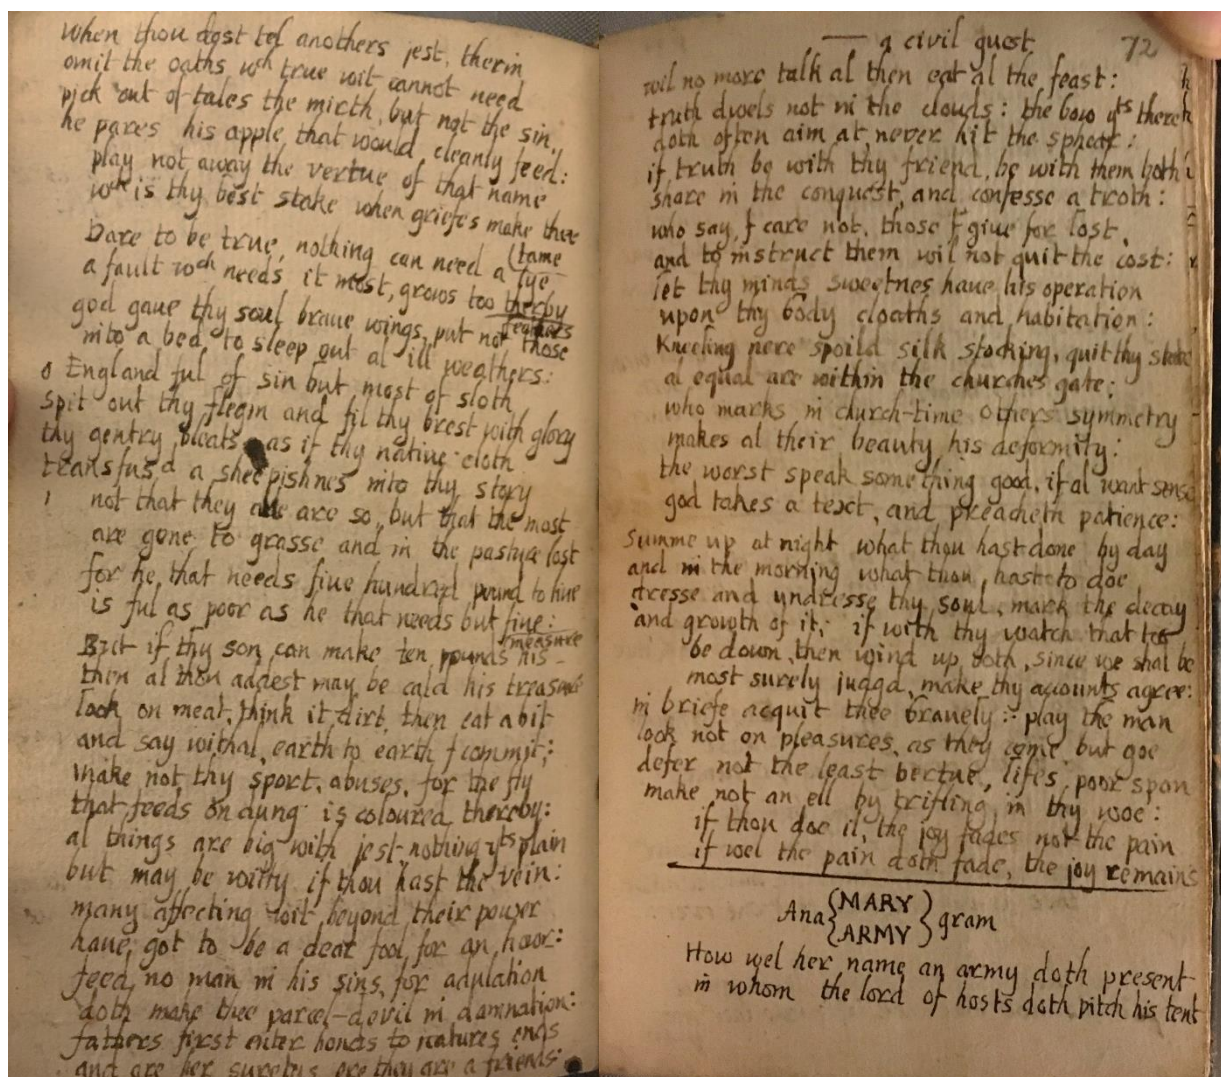 When thou dost tel anothers jest, therin
omit the oaths wch true wit cannot need
pick out of tales the mirth, but not the sin,
he pares his apple, that would cleanly feed:
play not away the vertue of that name
wch is thy best stake when griefes make thee
(tame
Dare to be true, nothing can need a lye
a fault wch needs it most, grows too therby
god gaue thy soul braue wings, put not those
feathers
into a bed, to sleep out al ill weathers:
o England ful of sin but most of sloth
spit out thy flegm and fil thy brest with glory
thy gentry bleats as if thy native cloth
transfusd a sheepishnes into thy story
not that they are so, but that the most
are gone to grasse and in the pasture lost
for he, that needs fiue hundred pound to liue
is ful as poor as he that needs but fiue:
But if thy son can make ten pounds his
measure
then al thou addest may be cald his treasure
look on meat, think it dirt, then eat a bit
and say withal, earth to earth I commit;
make not thy sport, abuses, for the fly
that feeds on dung is coloured thereby:
al things are big with jest, nothing yts plain
but may be witty if thou hast the vein:
many affecting wit beyond their power
haue got to be a dear fool for an hour:
feed no man in his sins, for adulation
doth make thee parcel-devil in damnation:
fathers first enter bonds to natures ends
and are her sureties ere they are a friends:
— a civil guest 72
wil no more talk al then eat al the feast:
truth dwels not in the clouds: the bow yts there
doth often aim at, never hit the sphear:
if truth be with thy friend, be with them both
share in the conquest, and confesse a troth:
who say, I care not, those I giue for lost,
and to instruct them wil not quit the cost:
let thy minds sweetnes haue his operation
upon thy body cloaths and habitation:
Kneeling nere spoild silk stocking, quit thy state
al equal are within the churches gate:
who marks in church-time others symmetry
makes al their beauty his deformity:
the worst speak something good, if al want sense
god takes a text, and preacheth patience:
Summe up at night what thou hast done by day
and in the morning what thou hast to doe
dresse and undresse thy soul, mark the decay
and growth of it; if with thy watch that too
be down, then wind up both, since we shal be
most surely judgd, make thy accounts agree:
in briefe acquit thee bravely: play the man
look not on pleasures as they come but goe
defer not the least vertue, lifes poor span
make not an ell by trifling in thy woe:
if thou doe il, the joy fades not the pain
if wel the pain doth fade, the joy remains
Ana {MARY ARMY} gram
How wel her name an army doth present
in whom the lord of hosts doth pitch his tent